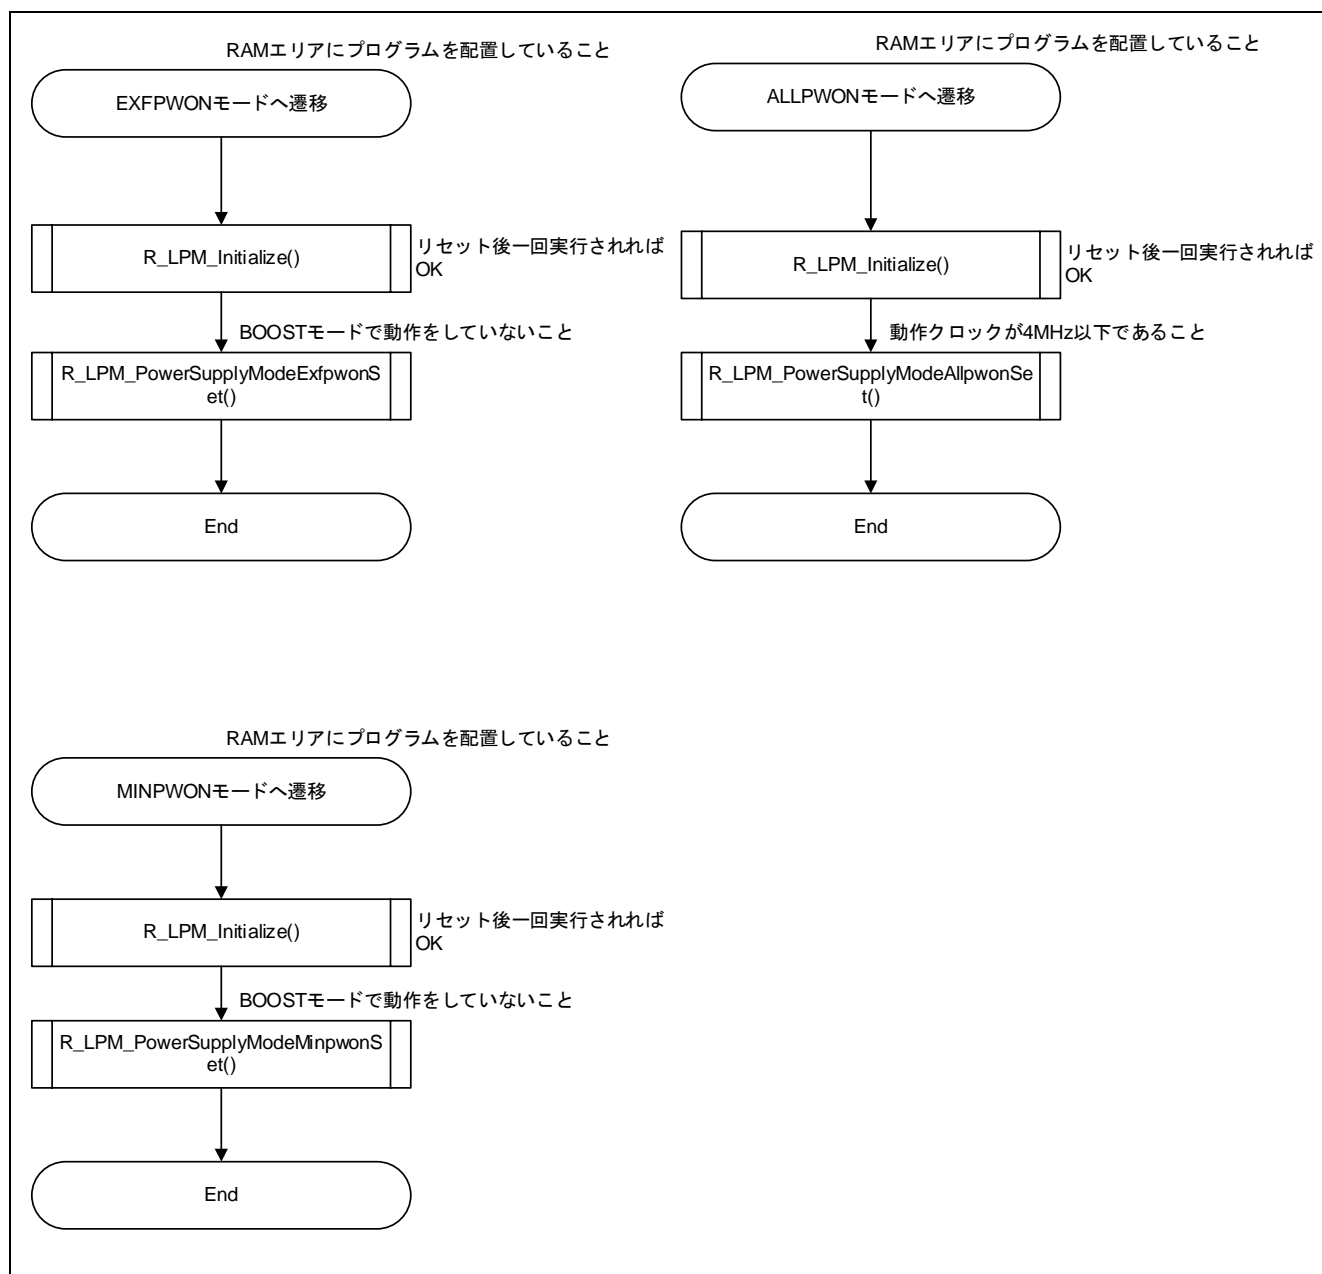 RAMエリアにプログラムを配置していること
EXFPWONモードへ遷移
R_LPM_Initialize()
リセット後一回実行されれば
OK
BOOSTモードで動作をしていないこと
R_LPM_PowerSupplyModeExfpwonS
et()
End
RAMエリアにプログラムを配置していること
ALLPWONモードへ遷移
R_LPM_Initialize()
リセット後一回実行されれば
OK
動作クロックが4MHz以下であること
R_LPM_PowerSupplyModeAllpwonSe
t()
End
RAMエリアにプログラムを配置していること
MINPWONモードへ遷移
R_LPM_Initialize()
リセット後一回実行されれば
OK
BOOSTモードで動作をしていないこと
R_LPM_PowerSupplyModeMinpwonS
et()
End